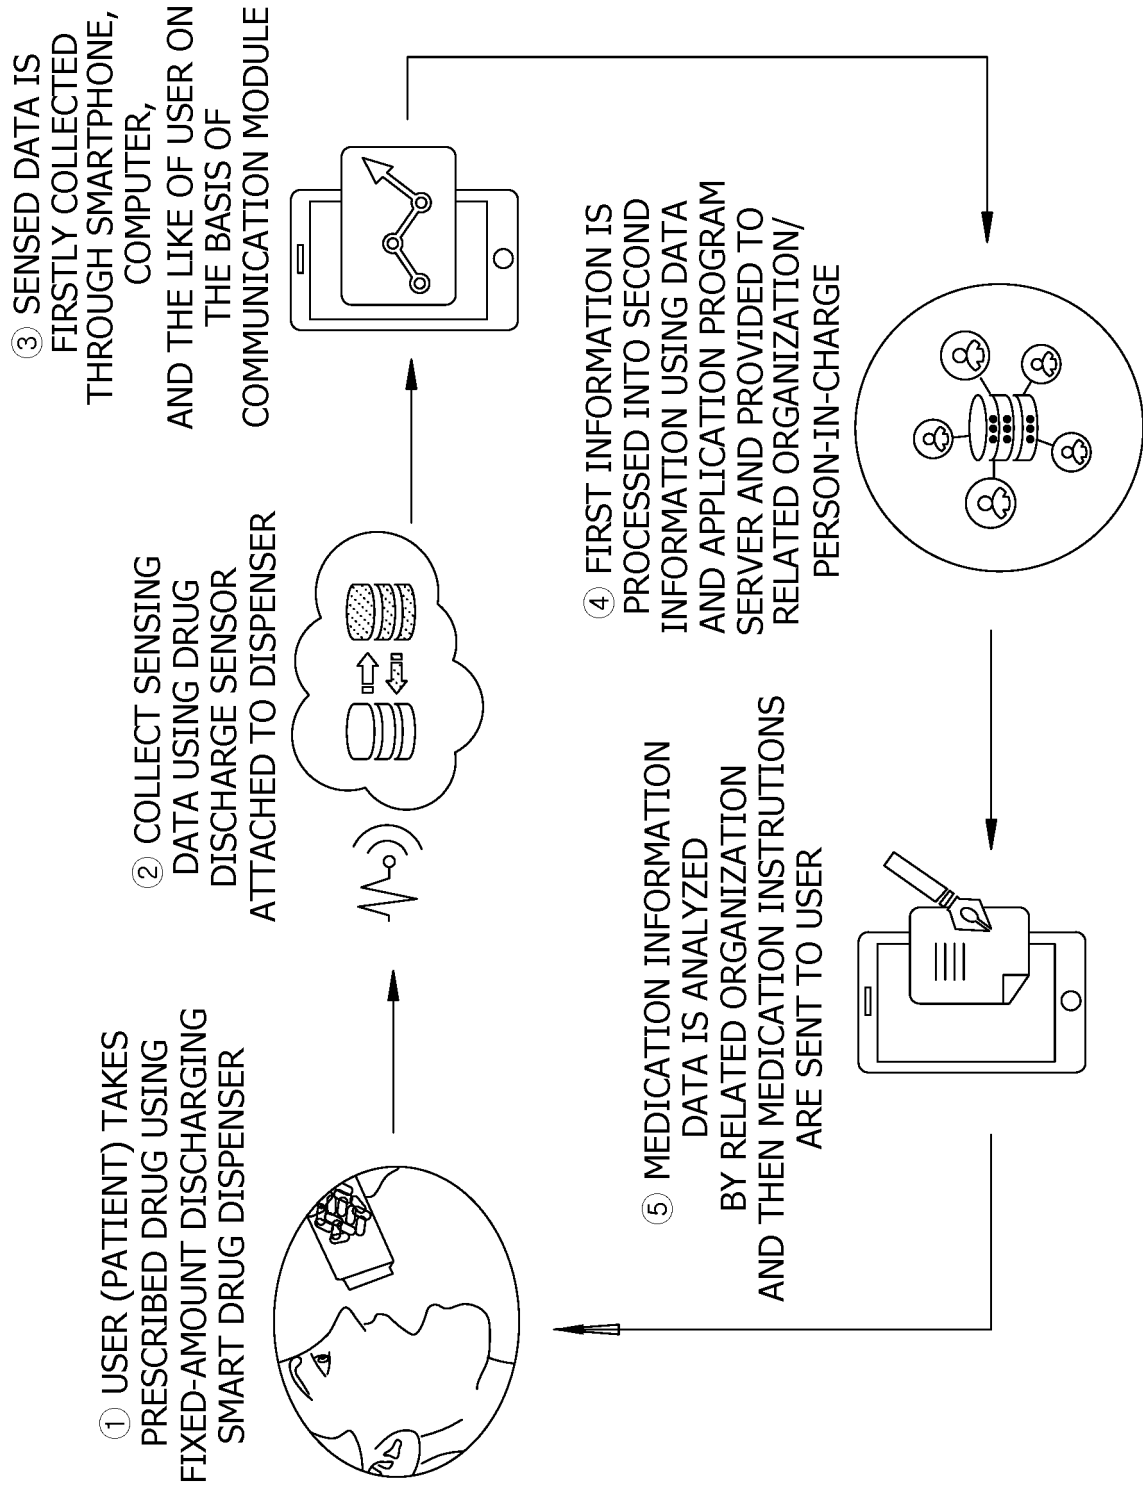 ① USER (PATIENT) TAKES
PRESCRIBED DRUG USING
FIXED-AMOUNT DISCHARGING
SMART DRUG DISPENSER
② COLLECT SENSING
DATA USING DRUG
DISCHARGE SENSOR
ATTACHED TO DISPENSER
③ SENSED DATA IS
FIRSTLY COLLECTED
THROUGH SMARTPHONE,
COMPUTER,
AND THE LIKE OF USER ON
THE BASIS OF
COMMUNICATION MODULE
④ FIRST INFORMATION IS
PROCESSED INTO SECOND
INFORMATION USING DATA
AND APPLICATION PROGRAM
SERVER AND PROVIDED TO
RELATED ORGANIZATION/
PERSON-IN-CHARGE
⑤ MEDICATION INFORMATION
DATA IS ANALYZED
BY RELATED ORGANIZATION
AND THEN MEDICATION INSTRUTIONS
ARE SENT TO USER